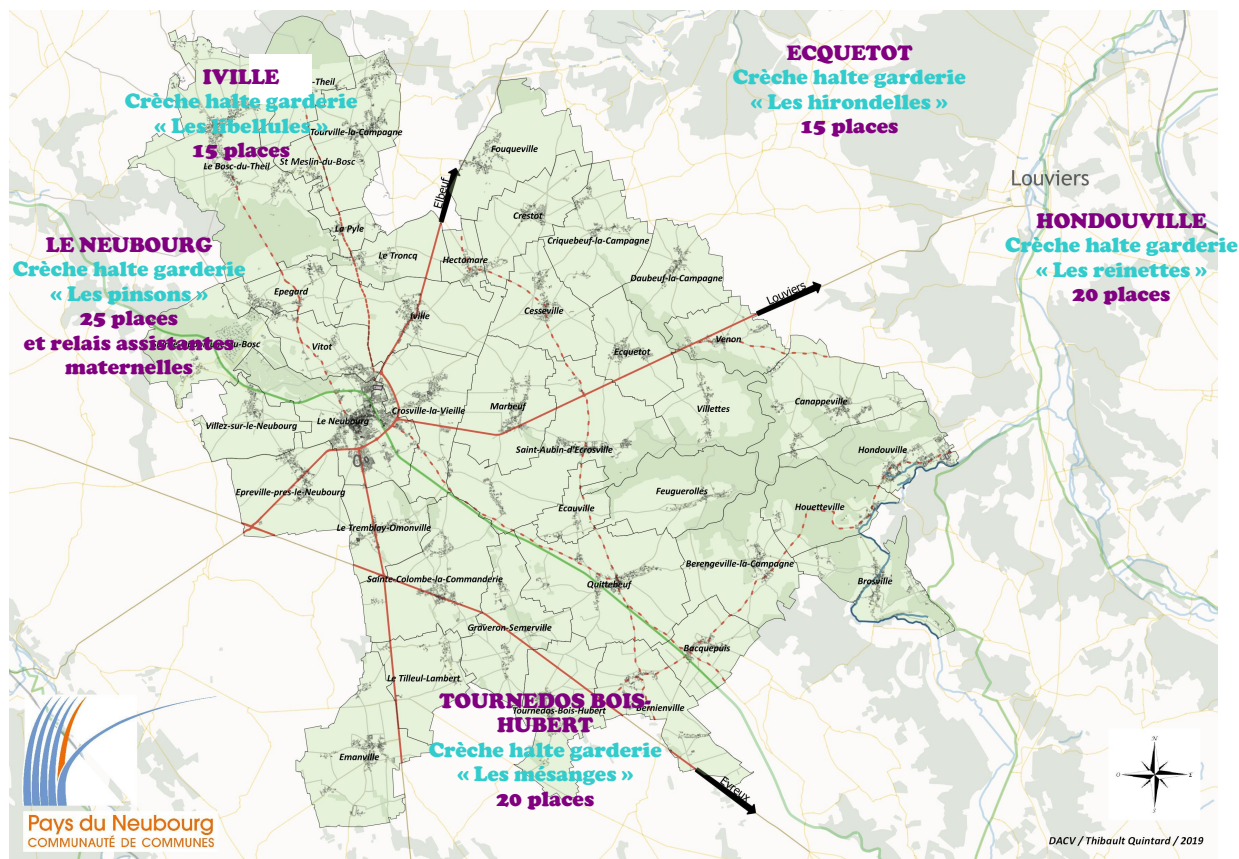 IVILLE
Crèche halte garderie
« Les libellules »
15 places
ECQUETOT
Crèche halte garderie
« Les hirondelles »
15 places
HONDOUVILLE
Crèche halte garderie
« Les reinettes »
20 places
LE NEUBOURG
Crèche halte garderie
« Les pinsons »
25 places
et relais assistantes
maternelles
TOURNEDOS BOIS-
HUBERT
Crèche halte garderie
« Les mésanges »
20 places
-Theil
Tourville-la-Campagne
Le Bosc-du-Theil
St Meslin-du-Bosc
Fouqueville
Elbeuf
Louviers
Crestot
La Pyle
Criquebeuf-la-Campagne
Le Troncq
Hectomare
Daubeuf-la-Campagne
Epegard
Louviers
Iville
Cesseville
Venon
Vitot
Ecquetot
Crosville-la-Vieille
Marbeuf
Villettes
Canappeville
Le Neubourg
Villez-sur-le-Neubourg
Saint-Aubin-d'Ecrosville
Hondouville
Epreville-pres-le-Neubourg
Feuguerolles
Ecauville
Houetteville
Le Tremblay-Omonville
Berengeville-la-Campagne
Sainte-Colombe-la-Commanderie
Quittebeuf
Brosville
Graveron-Semerville
Bacquepuis
Le Tilleul-Lambert
Tournedos-Bois-Hubert
Bernienville
Emanville
Evreux
N
O
E
S
Pays du Neubourg
COMMUNAUTÉ DE COMMUNES
DACV / Thibault Quintard / 2019